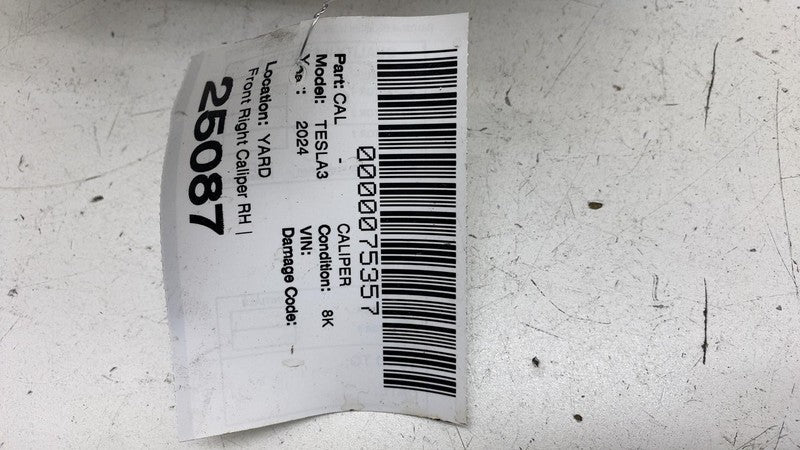 0000075357
Part: CAL - CALIPER
Model: TESLA3 Condition: 8K
2024 VIN:
Damage Code:
Location: YARD
Front Right Caliper RH |
25087